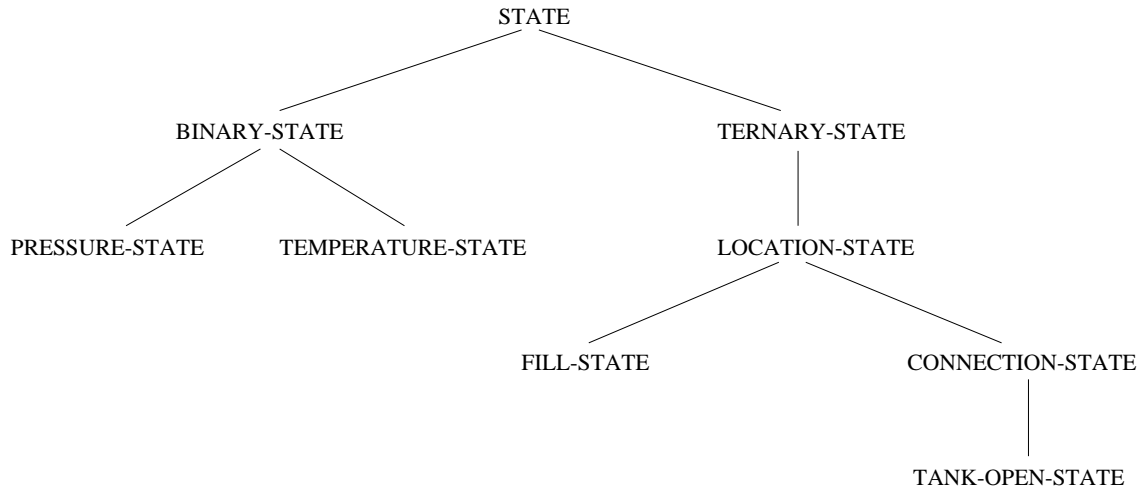 STATE
BINARY-STATE
TERNARY-STATE
PRESSURE-STATE
TEMPERATURE-STATE
LOCATION-STATE
FILL-STATE
CONNECTION-STATE
TANK-OPEN-STATE